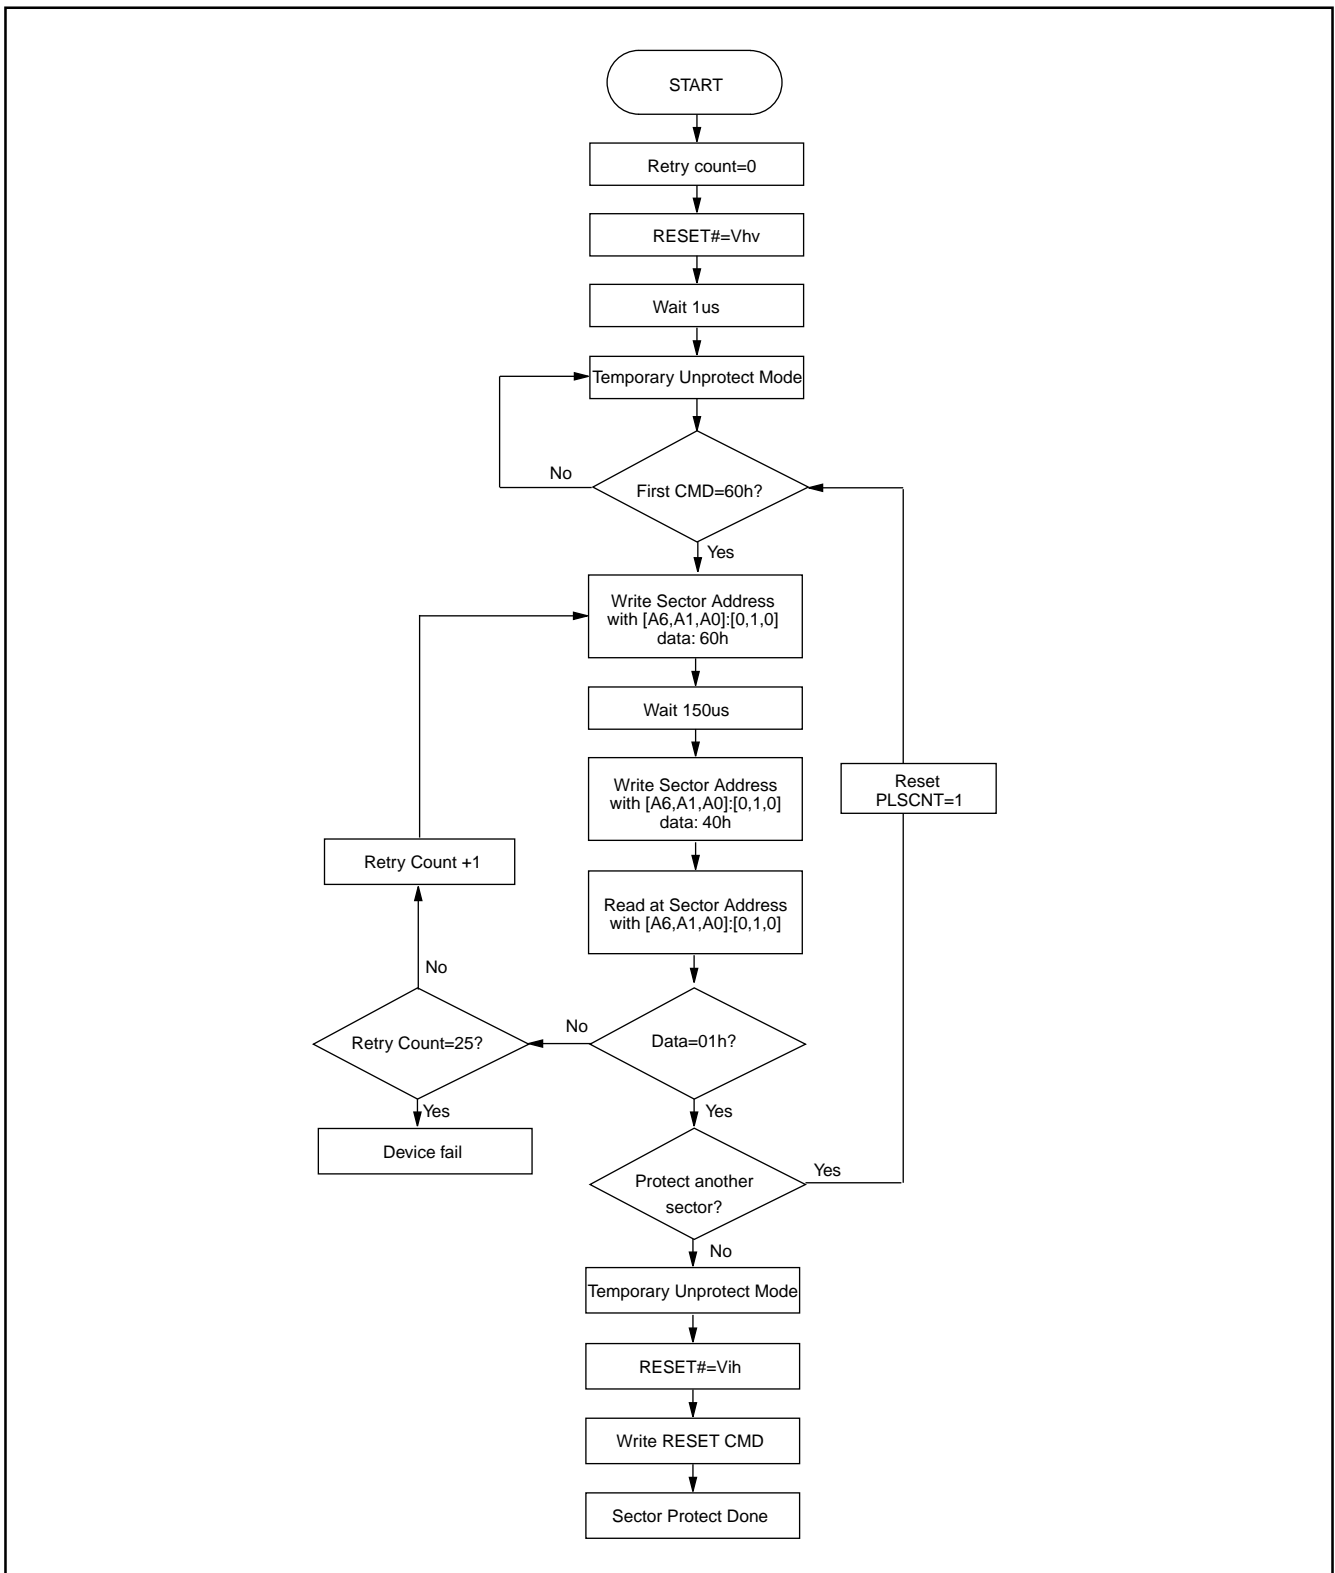 START
Retry count=0
RESET#=Vhv
Wait 1us
Temporary Unprotect Mode
No
First CMD=60h?
Yes
Write Sector Address
with [A6,A1,A0]:[0,1,0]
data: 60h
Wait 150us
Write Sector Address
with [A6,A1,A0]:[0,1,0]
data: 40h
Reset
PLSCNT=1
Retry Count +1
Read at Sector Address
with [A6,A1,A0]:[0,1,0]
No
Retry Count=25?
No
Data=01h?
Yes
Yes
Device fail
Protect another
sector?
Yes
No
Temporary Unprotect Mode
RESET#=Vih
Write RESET CMD
Sector Protect Done